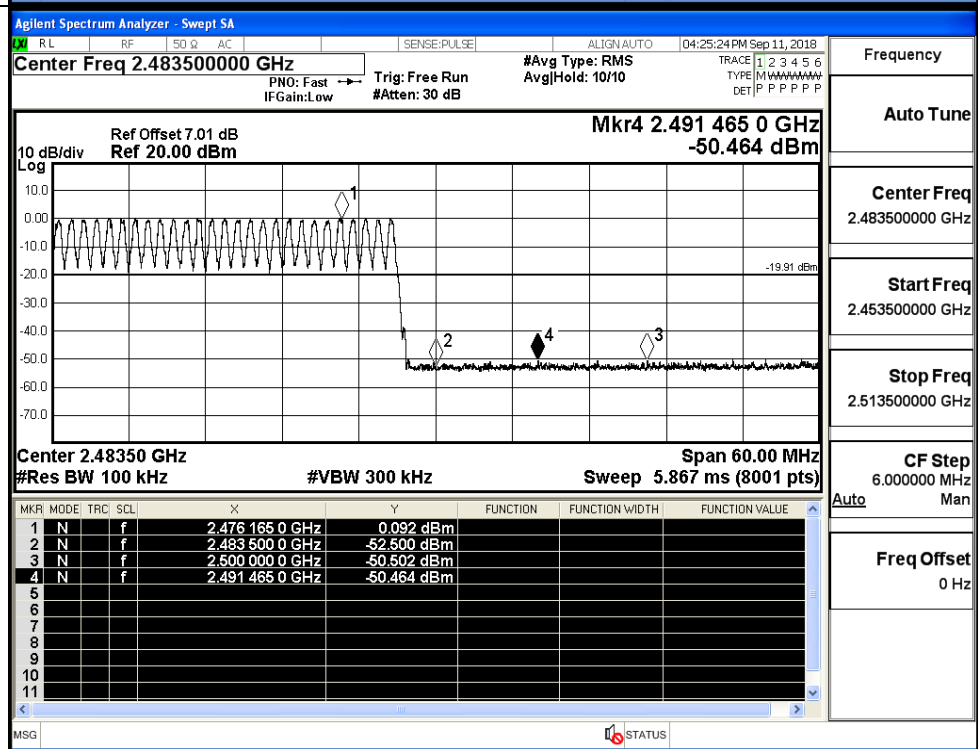 Agilent Spectrum Analyzer - Swept SA
LXI RL RF 50 Ω AC SENSE:PULSE ALIGN AUTO 04:25:24 PM Sep 11, 2018
Center Freq 2.483500000 GHz
PNO: Fast
IFGain:Low
Trig: Free Run
#Atten: 30 dB
#Avg Type: RMS
Avg|Hold: 10/10
TRACE 1 2 3 4 5 6
TYPE M W W W W W
DET P P P P P P
Ref Offset 7.01 dB
10 dB/div Ref 20.00 dBm
Log
Mkr4 2.491 465 0 GHz
-50.464 dBm
10.0
0.00
-10.0
-20.0
-30.0
-40.0
-50.0
-60.0
-70.0
1
2
4
3
-19.91 dBm
Center 2.48350 GHz Span 60.00 MHz
#Res BW 100 kHz #VBW 300 kHz Sweep 5.867 ms (8001 pts)
MKR MODE TRC SCL X Y FUNCTION FUNCTION WIDTH FUNCTION VALUE
1 N f 2.476 165 0 GHz 0.092 dBm
2 N f 2.483 500 0 GHz -52.500 dBm
3 N f 2.500 000 0 GHz -50.502 dBm
4 N f 2.491 465 0 GHz -50.464 dBm
5
6
7
8
9
10
11
MSG STATUS
Frequency
Auto Tune
Center Freq
2.483500000 GHz
Start Freq
2.453500000 GHz
Stop Freq
2.513500000 GHz
CF Step
6.000000 MHz
Auto Man
Freq Offset
0 Hz